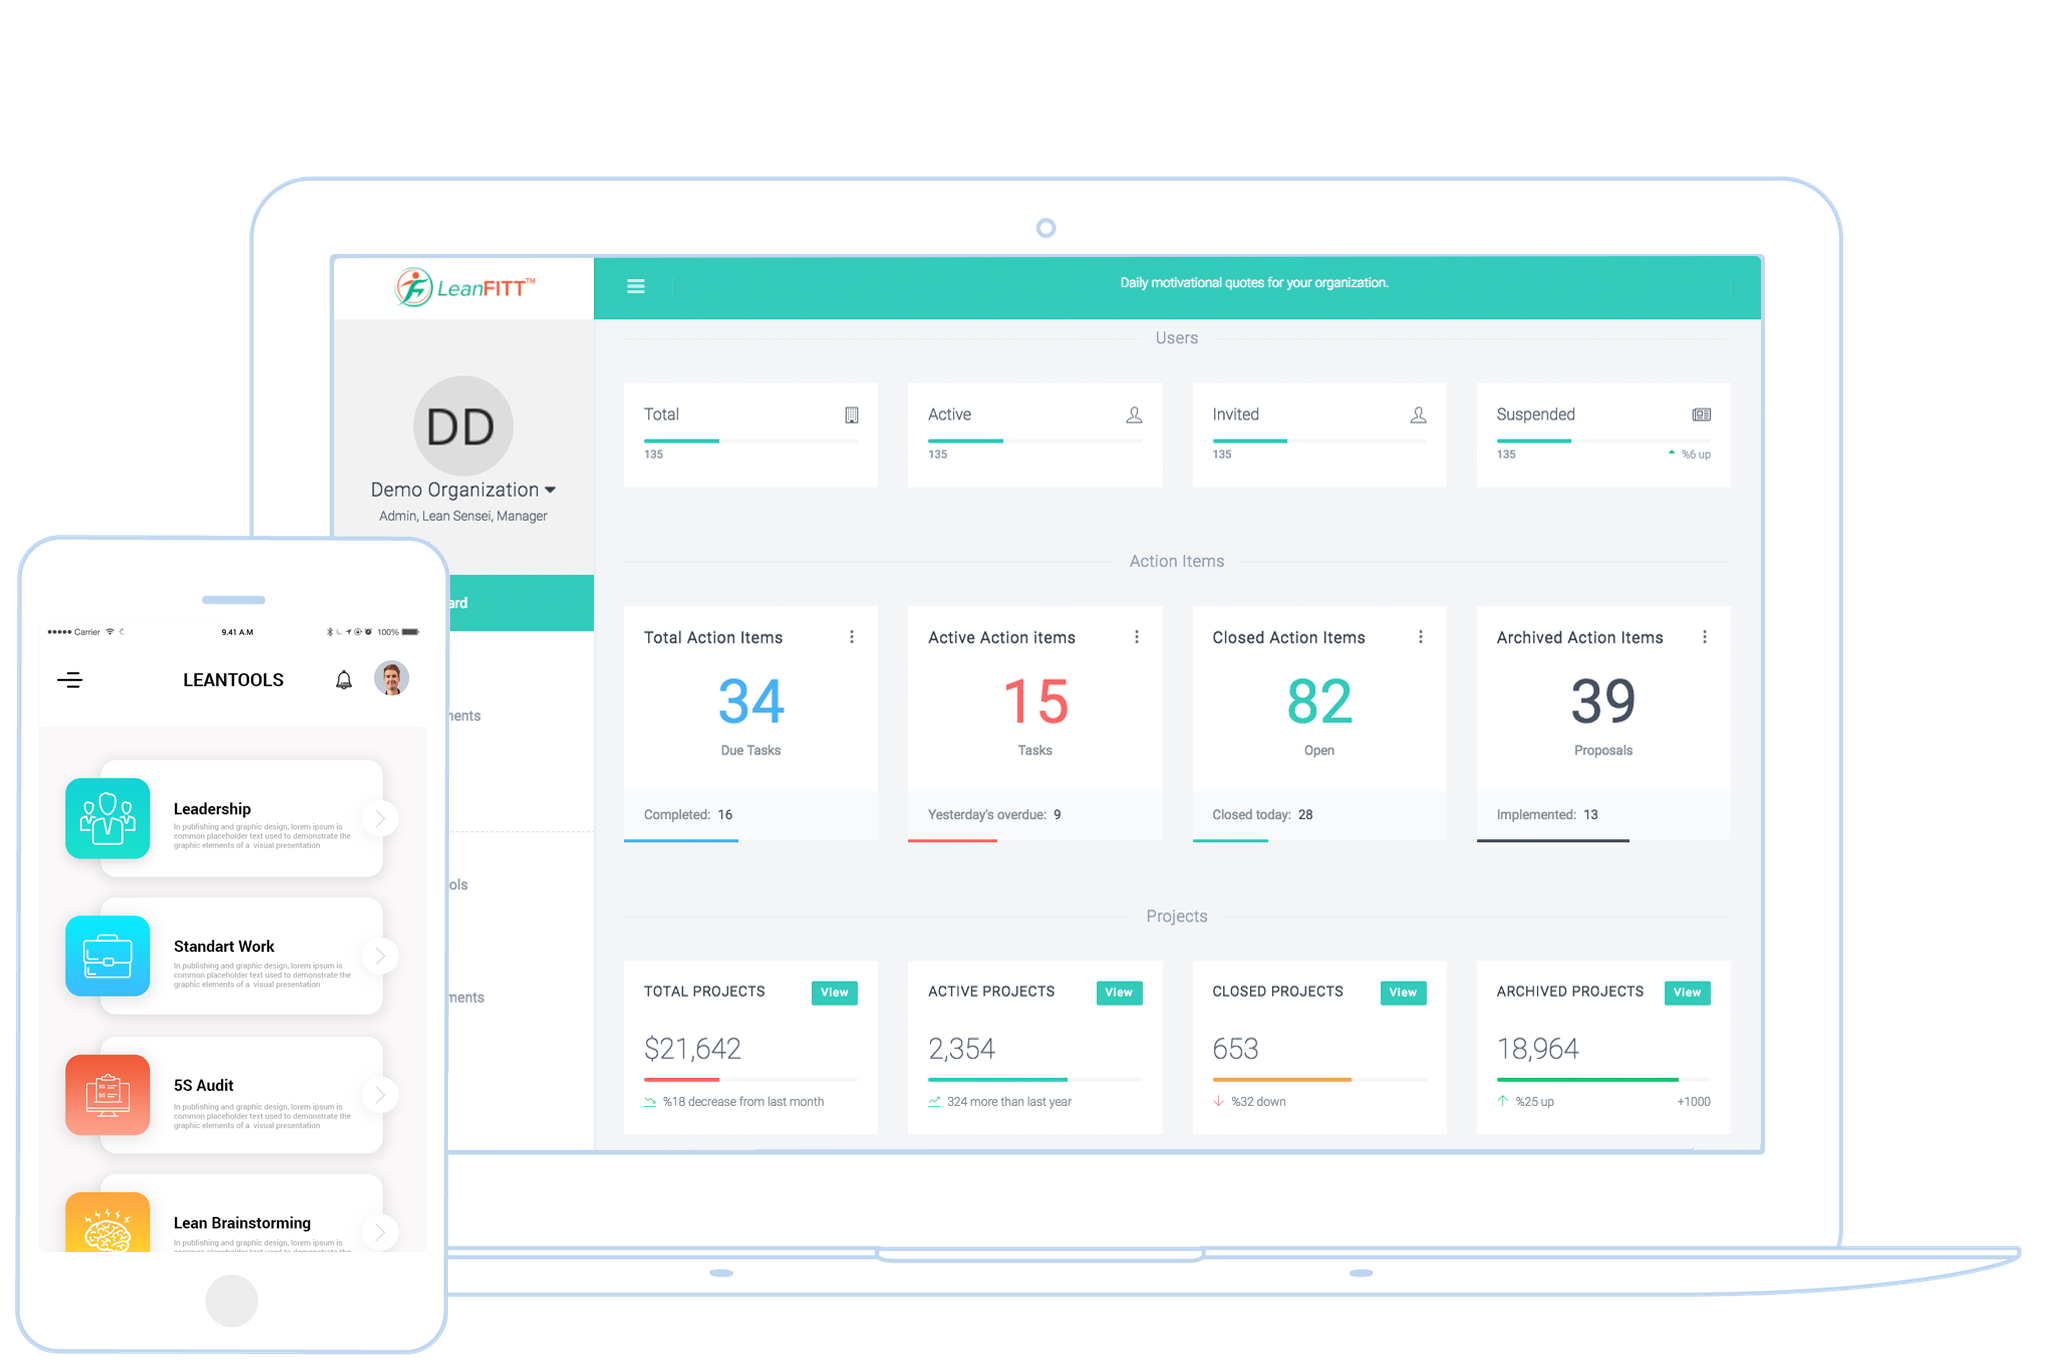 LeanFITT™
Daily motivational quotes for your organization.
DD
Demo Organization
Admin, Lean Sensei, Manager
ard
nents
ols
ments
Users
Total
135
Active
135
Invited
135
Suspended
135
%6 up
Action Items
Total Action Items
34
Due Tasks
Completed: 16
Active Action items
15
Tasks
Yesterday's overdue: 9
Closed Action Items
82
Open
Closed today: 28
Archived Action Items
39
Proposals
Implemented: 13
Projects
TOTAL PROJECTS
View
$21,642
%18 decrease from last month
ACTIVE PROJECTS
View
2,354
324 more than last year
CLOSED PROJECTS
View
653
%32 down
ARCHIVED PROJECTS
View
18,964
%25 up
+1000
Carrier
9.41 A.M
100%
LEANTOOLS
Leadership
In publishing and graphic design, lorem ipsum is
common placeholder text used to demonstrate the
graphic elements of a visual presentation
Standart Work
In publishing and graphic design, lorem ipsum is
common placeholder text used to demonstrate the
graphic elements of a visual presentation
5S Audit
In publishing and graphic design, lorem ipsum is
common placeholder text used to demonstrate the
graphic elements of a visual presentation
Lean Brainstorming
In publishing and graphic design, lorem ipsum is